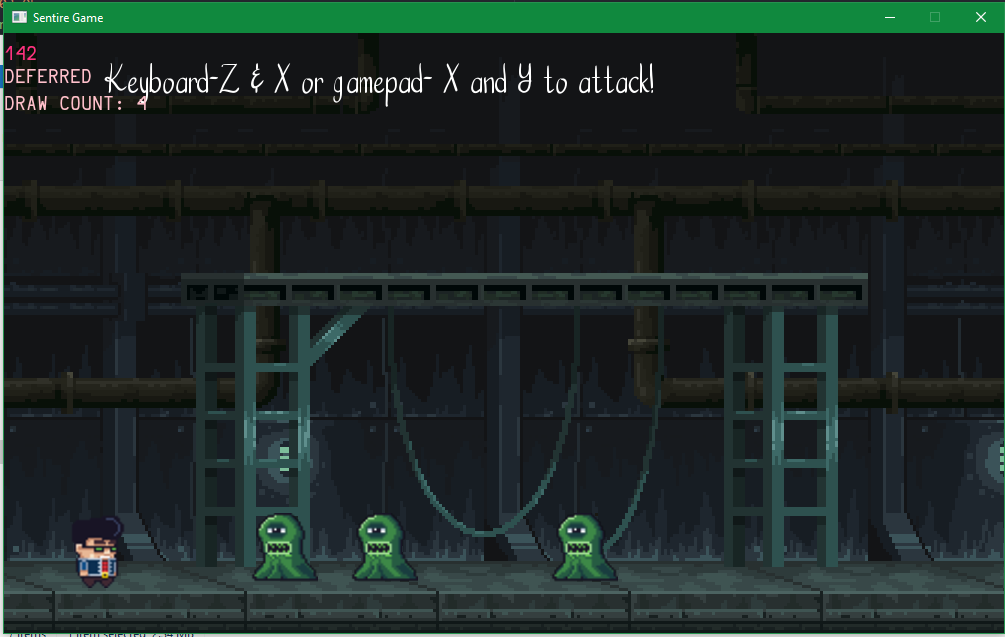 Sentire Game
142
DEFERRED
Keyboard-Z & X or gamepad- X and Y to attack!
DRAW COUNT: 4